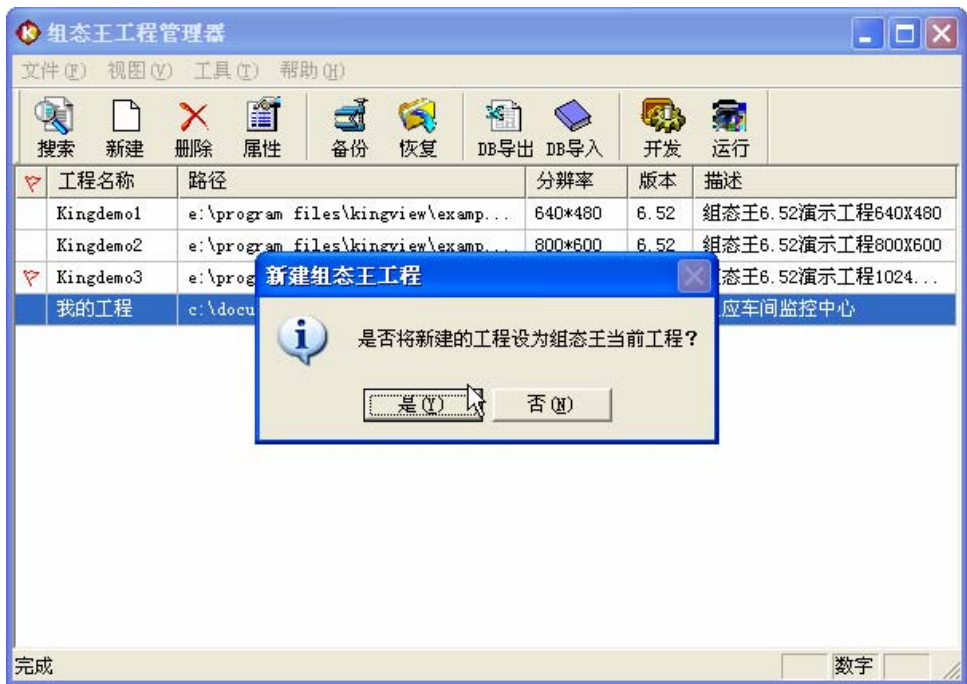 组态王工程管理器
文件(F) 视图(V) 工具(T) 帮助(H)
搜索 新建 删除 属性 备份 恢复 DB导出 DB导入 开发 运行
工程名称 路径 分辨率 版本 描述
Kingdemo1 e:\program files\kingview\examp... 640*480 6.52 组态王6.52演示工程640X480
Kingdemo2 e:\program files\kingview\examp... 800*600 6.52 组态王6.52演示工程800X600
Kingdemo3 e:\prog 态王6.52演示工程1024...
我的工程 c:\docu 应车间监控中心
新建组态王工程
是否将新建的工程设为组态王当前工程?
是(Y) 否(N)
完成 数字